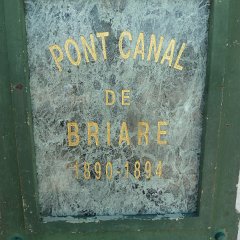 PONT CANAL
DE
BRIARE
1890-1894